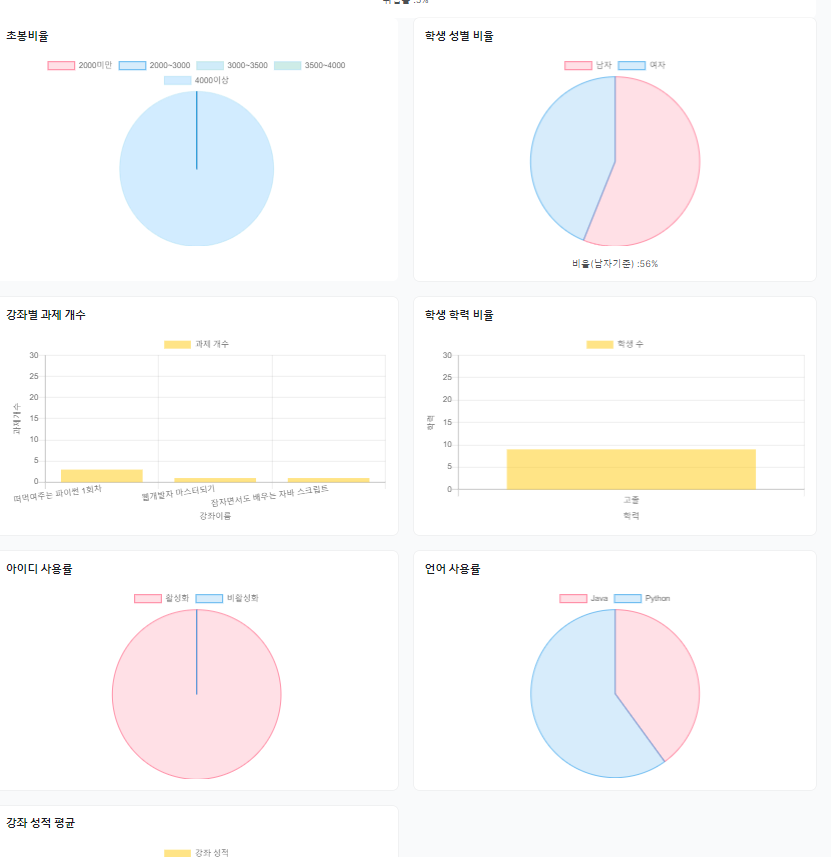 초봉비율
2000미만 2000~3000 3000~3500 3500~4000
4000이상
학생 성별 비율
남자 여자
비율(남자기준) :56%
강좌별 과제 개수
과제 개수
30
25
20
15
10
5
0
과제개수
떠먹여주는 파이썬 1회차
웹개발자 마스터되기
잠자면서도 배우는 자바 스크립트
강좌이름
학생 학력 비율
학생 수
30
25
20
15
10
5
0
학력
고졸
학력
아이디 사용률
활성화 비활성화
언어 사용률
Java Python
강좌 성적 평균
강좌 성적